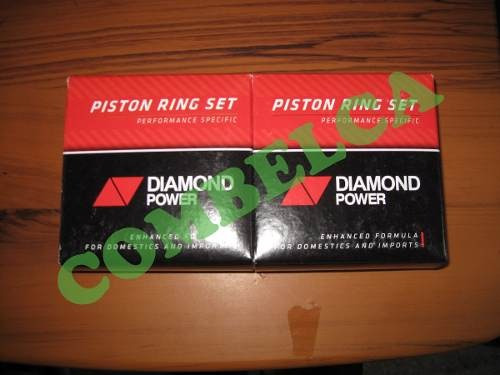 PISTON RING SET
PERFORMANCE SPECIFIC
DIAMOND
POWER
ENHANCED FO
FOR DOMESTICS AND IMPORTS
PISTON RING SET
PERFORMANCE SPECIFIC
DIAMOND
POWER
ENHANCED FORMULA
FOR DOMESTICS AND IMPORTS
COMBELCA